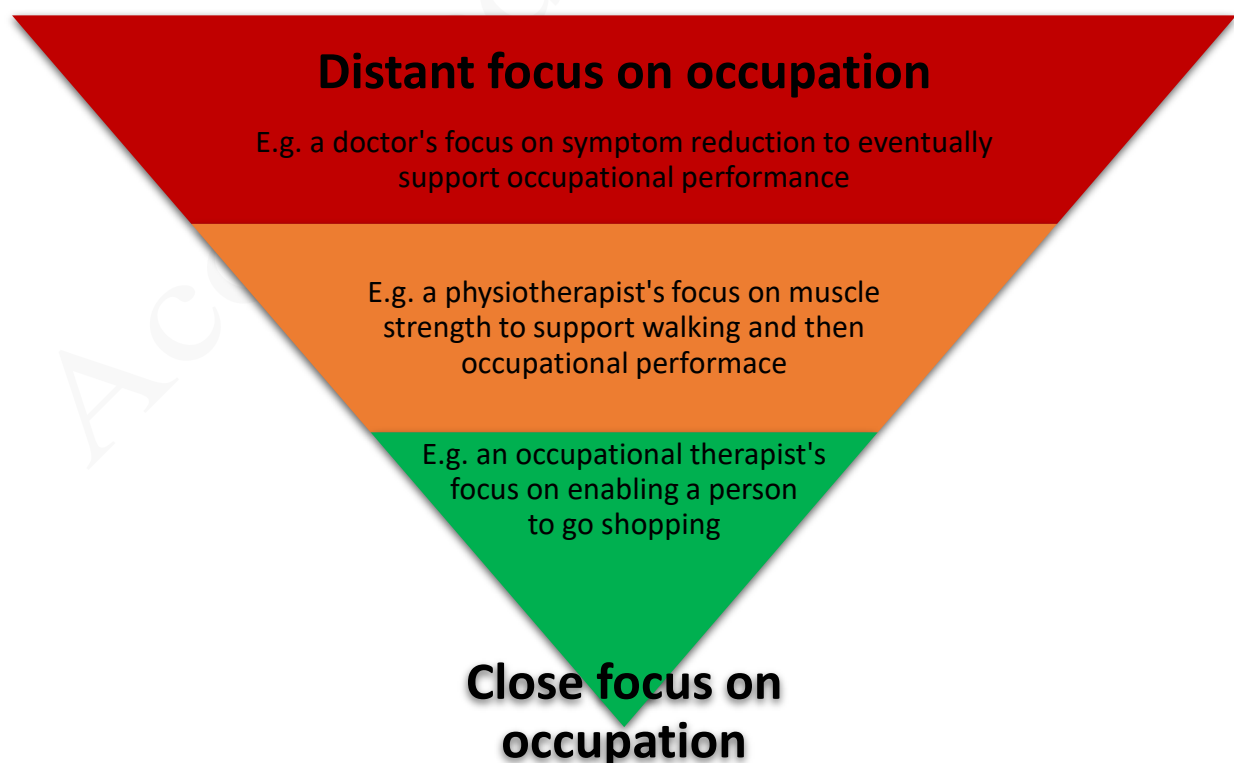 Distant focus on occupation
E.g. a doctor's focus on symptom reduction to eventually
support occupational performance
E.g. a physiotherapist's focus on muscle
strength to support walking and then
occupational performace
E.g. an occupational therapist's
focus on enabling a person
to go shopping
Close focus on
occupation